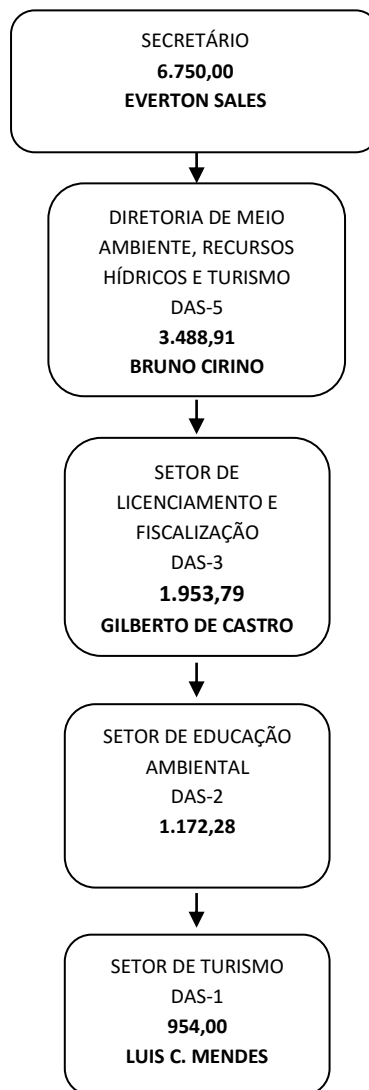 SECRETÁRIO
6.750,00
EVERTON SALES
DIRETORIA DE MEIO
AMBIENTE, RECURSOS
HÍDRICOS E TURISMO
DAS-5
3.488,91
BRUNO CIRINO
SETOR DE
LICENCIAMENTO E
FISCALIZAÇÃO
DAS-3
1.953,79
GILBERTO DE CASTRO
SETOR DE EDUCAÇÃO
AMBIENTAL
DAS-2
1.172,28
SETOR DE TURISMO
DAS-1
954,00
LUIS C. MENDES